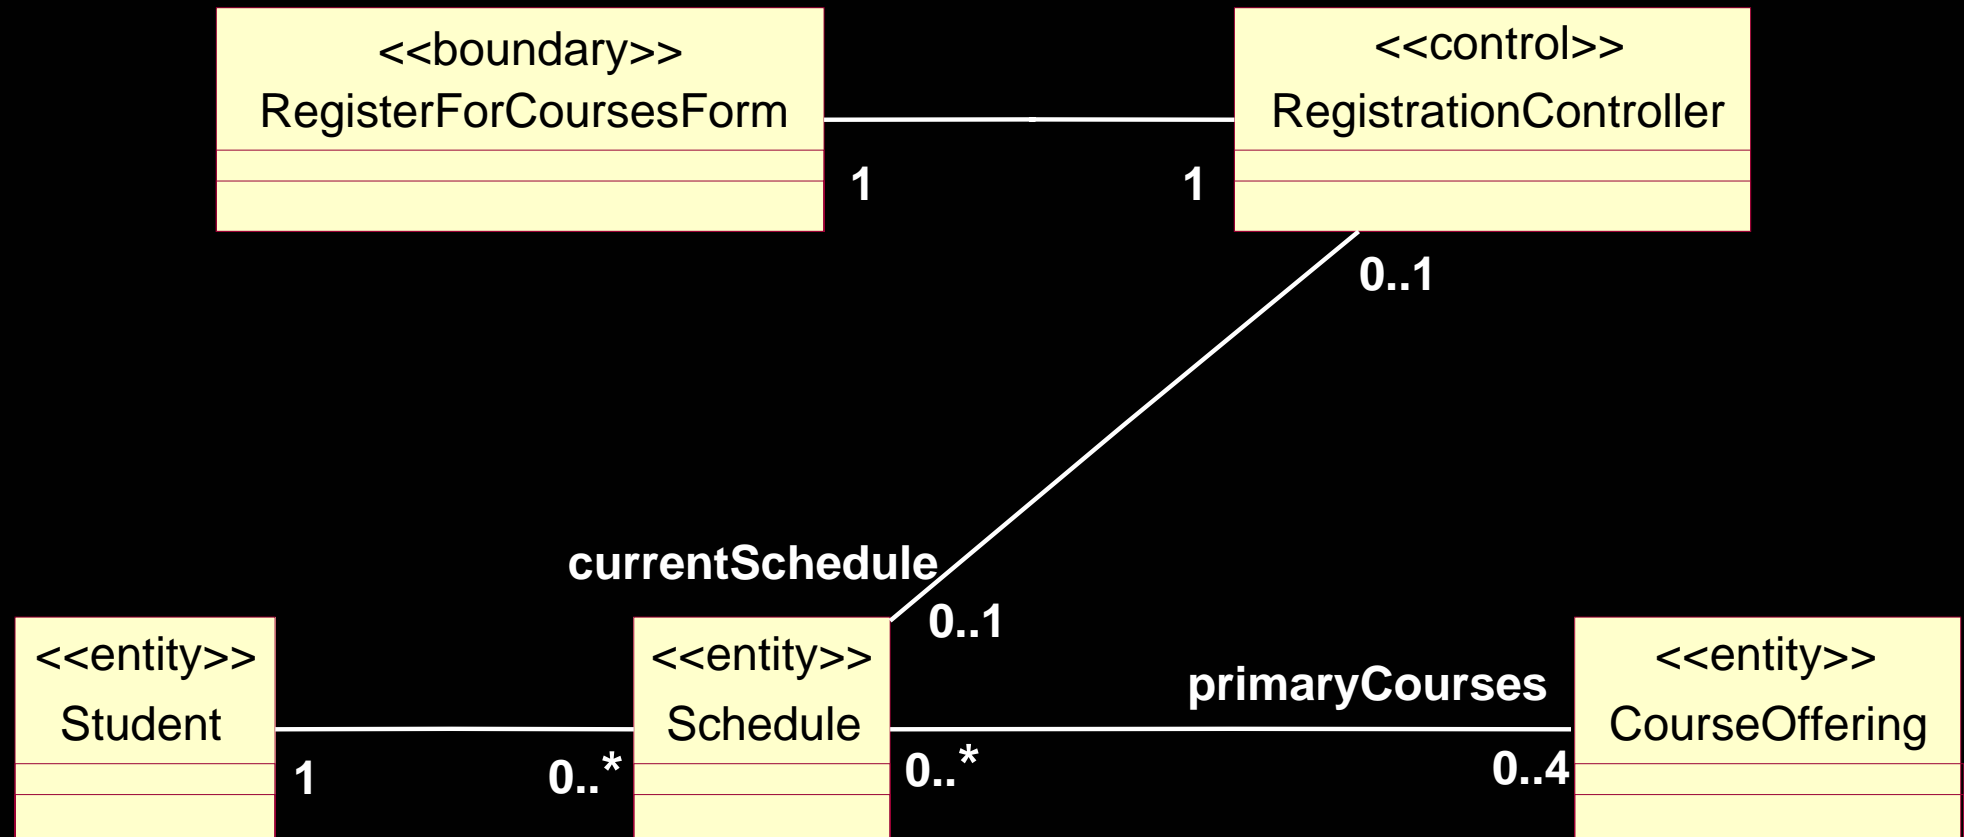 <<boundary>>
RegisterForCoursesForm
<<control>>
RegistrationController
1
1
0..1
currentSchedule
0..1
<<entity>>
Student
<<entity>>
Schedule
primaryCourses
<<entity>>
CourseOffering
1
0..*
0..*
0..4